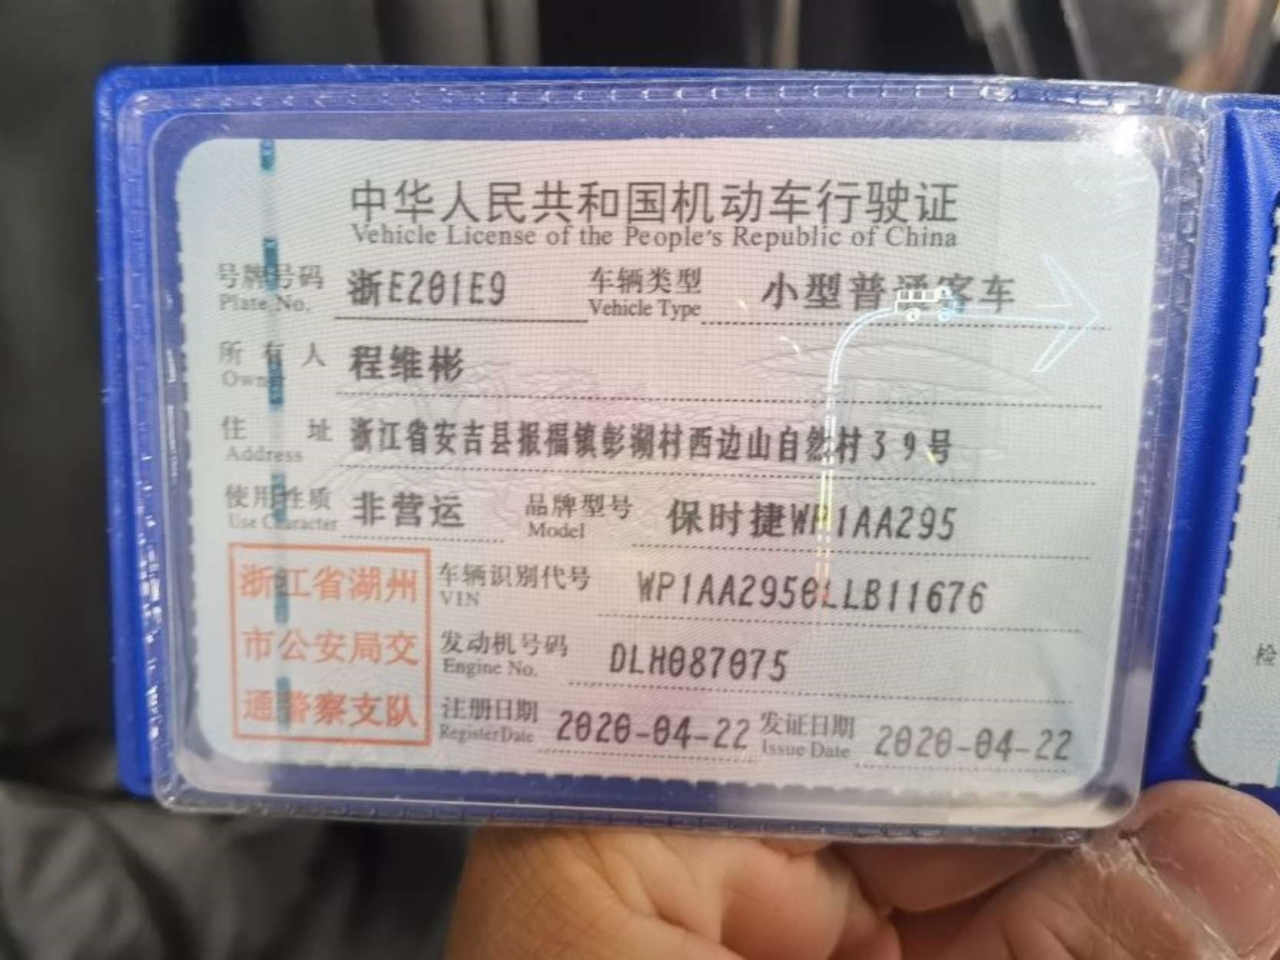 中华人民共和国机动车行驶证
Vehicle License of the People's Republic of China
号牌号码 浙E201E9 车辆类型 小型普通客车
Plate No. Vehicle Type
所有人 程维彬
Owner
住址 浙江省安吉县报福镇彭湖村西边山自然村39号
Address
使用性质 非营运 品牌型号 保时捷WP1AA295
Use Character Model
浙江省湖州
市公安局交
通警察支队
车辆识别代号 WP1AA2950LLB11676
VIN
发动机号码 DLH087075
Engine No.
注册日期 2020-04-22 发证日期 2020-04-22
Register Date Issue Date
检